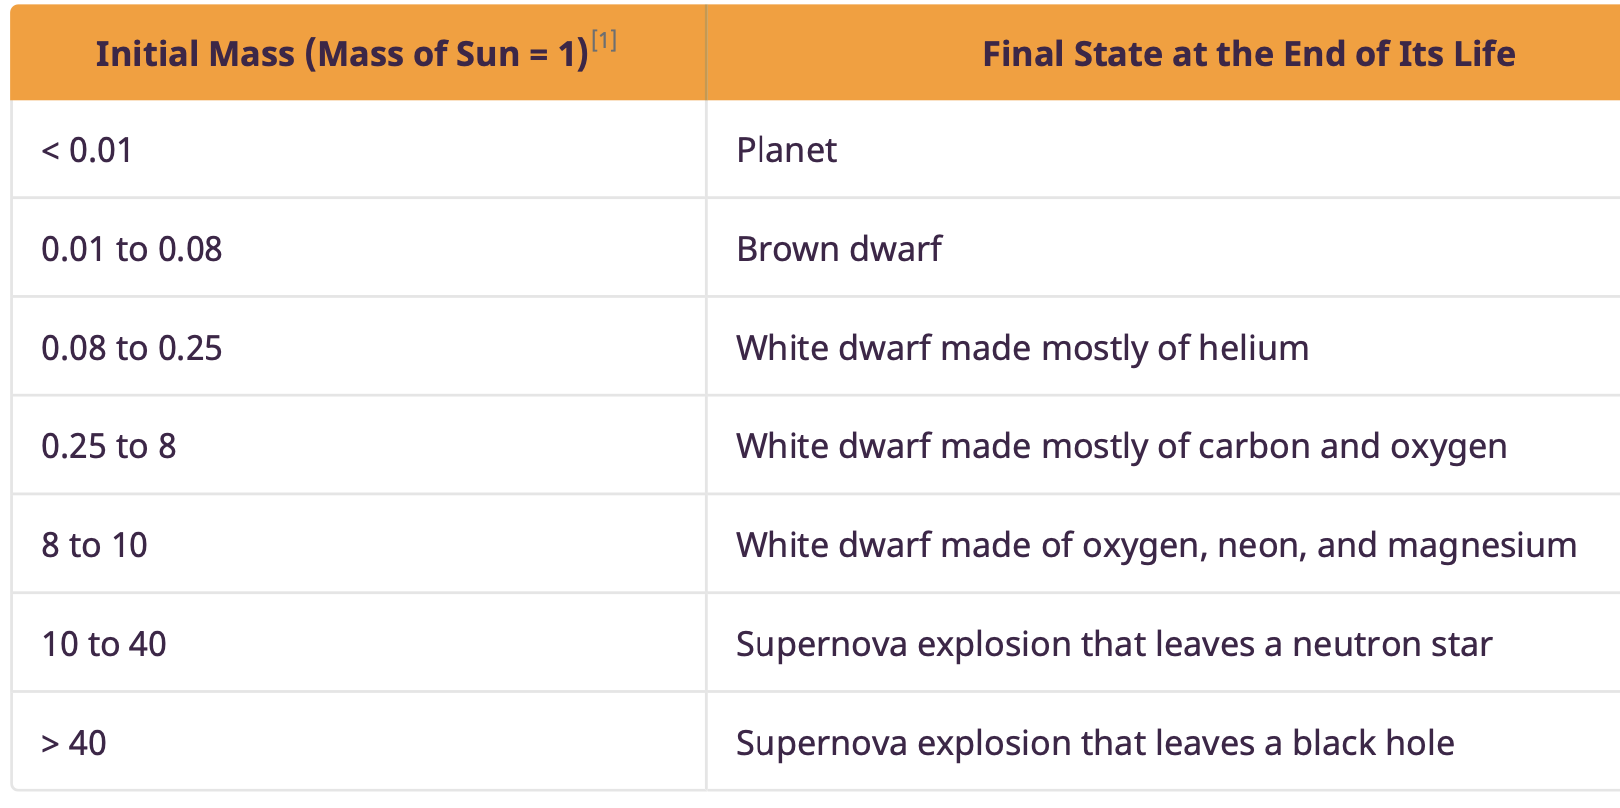 Initial Mass (Mass of Sun = 1)[1] Final State at the End of Its Life
< 0.01 Planet
0.01 to 0.08 Brown dwarf
0.08 to 0.25 White dwarf made mostly of helium
0.25 to 8 White dwarf made mostly of carbon and oxygen
8 to 10 White dwarf made of oxygen, neon, and magnesium
10 to 40 Supernova explosion that leaves a neutron star
> 40 Supernova explosion that leaves a black hole